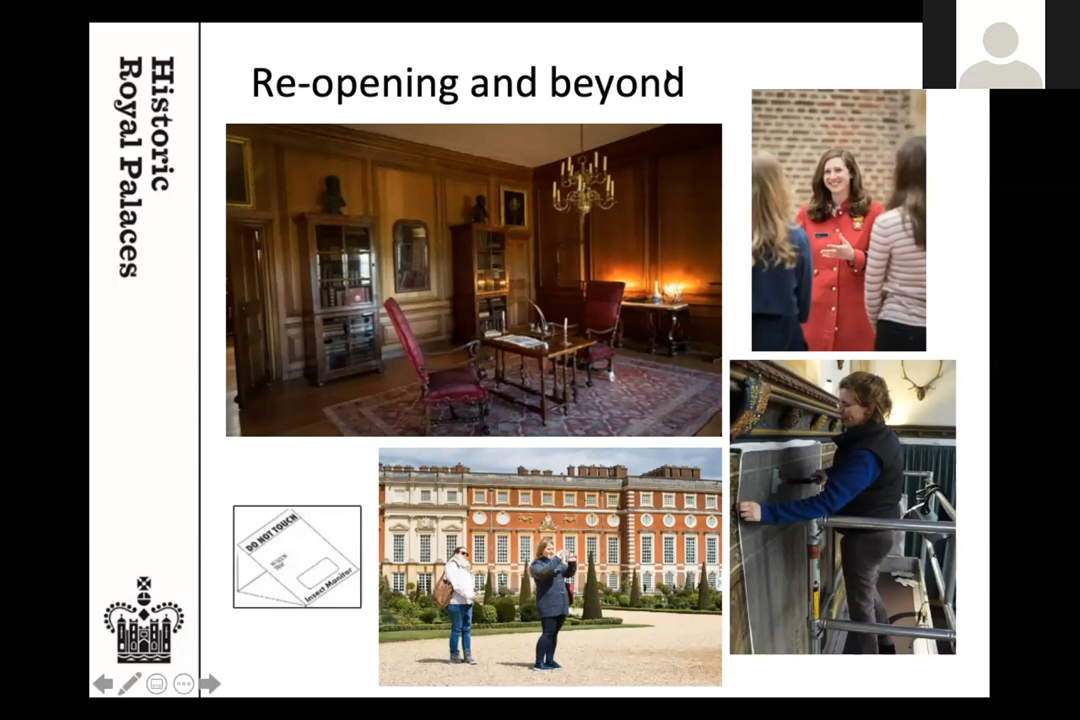 Historic
Royal Palaces
Re-opening and beyond
DO NOT TOUCH
Insect Monitor